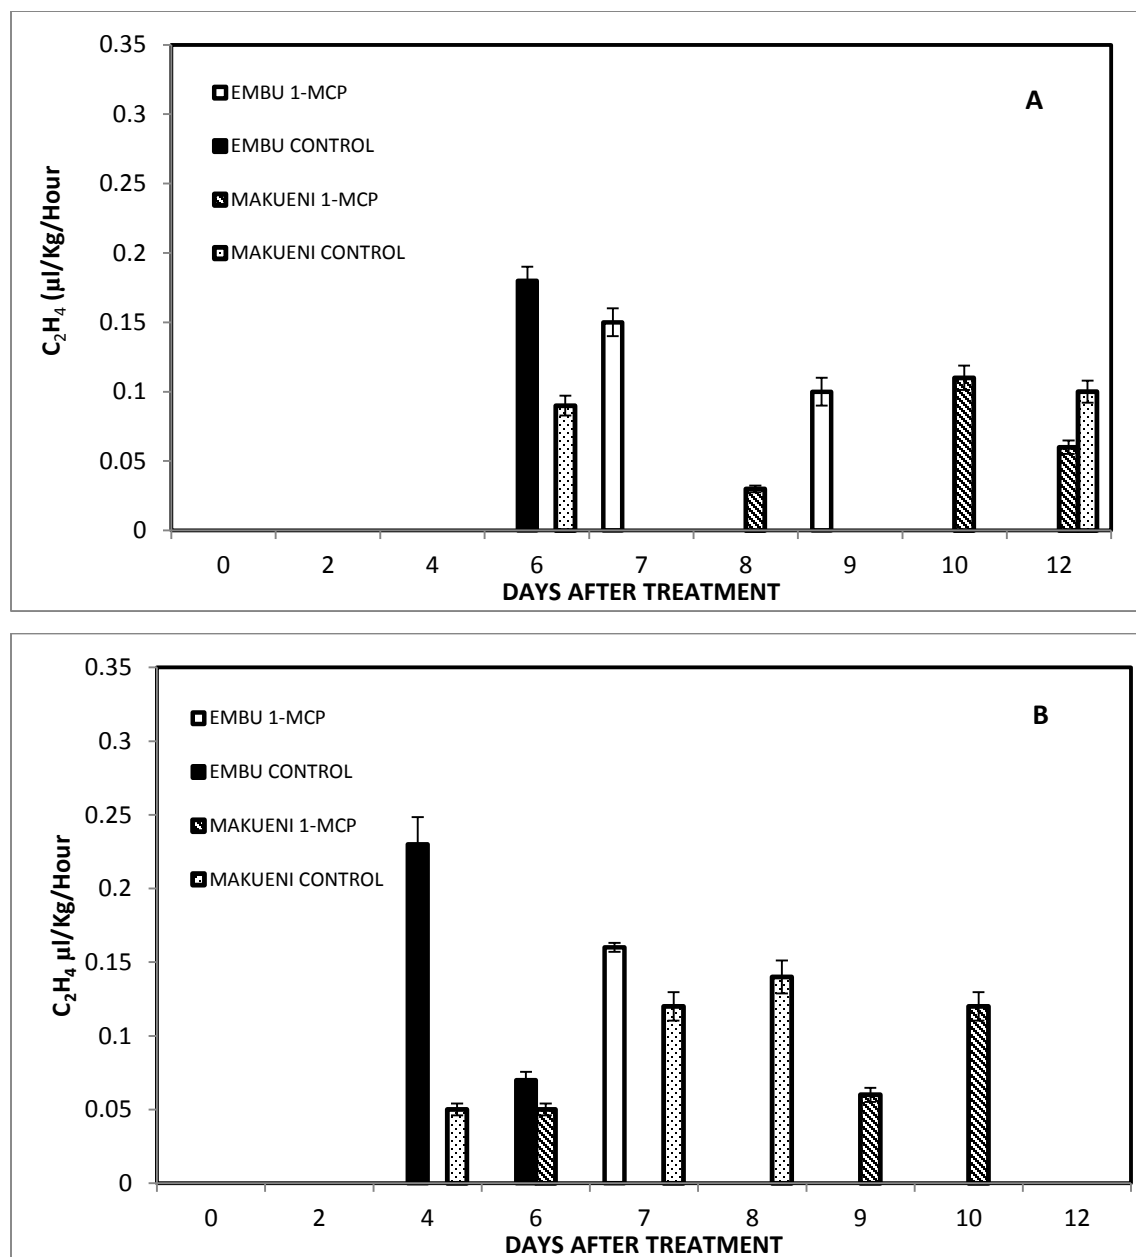 0.35
0.3
0.25
0.2
0.15
0.1
0.05
0
C₂H₄ (µl/Kg/Hour
EMBU 1-MCP
EMBU CONTROL
MAKUENI 1-MCP
MAKUENI CONTROL
A
0 2 4 6 7 8 9 10 12
DAYS AFTER TREATMENT
0.35
0.3
0.25
0.2
0.15
0.1
0.05
0
C₂H₄ µl/Kg/Hour
EMBU 1-MCP
EMBU CONTROL
MAKUENI 1-MCP
MAKUENI CONTROL
B
0 2 4 6 7 8 9 10 12
DAYS AFTER TREATMENT